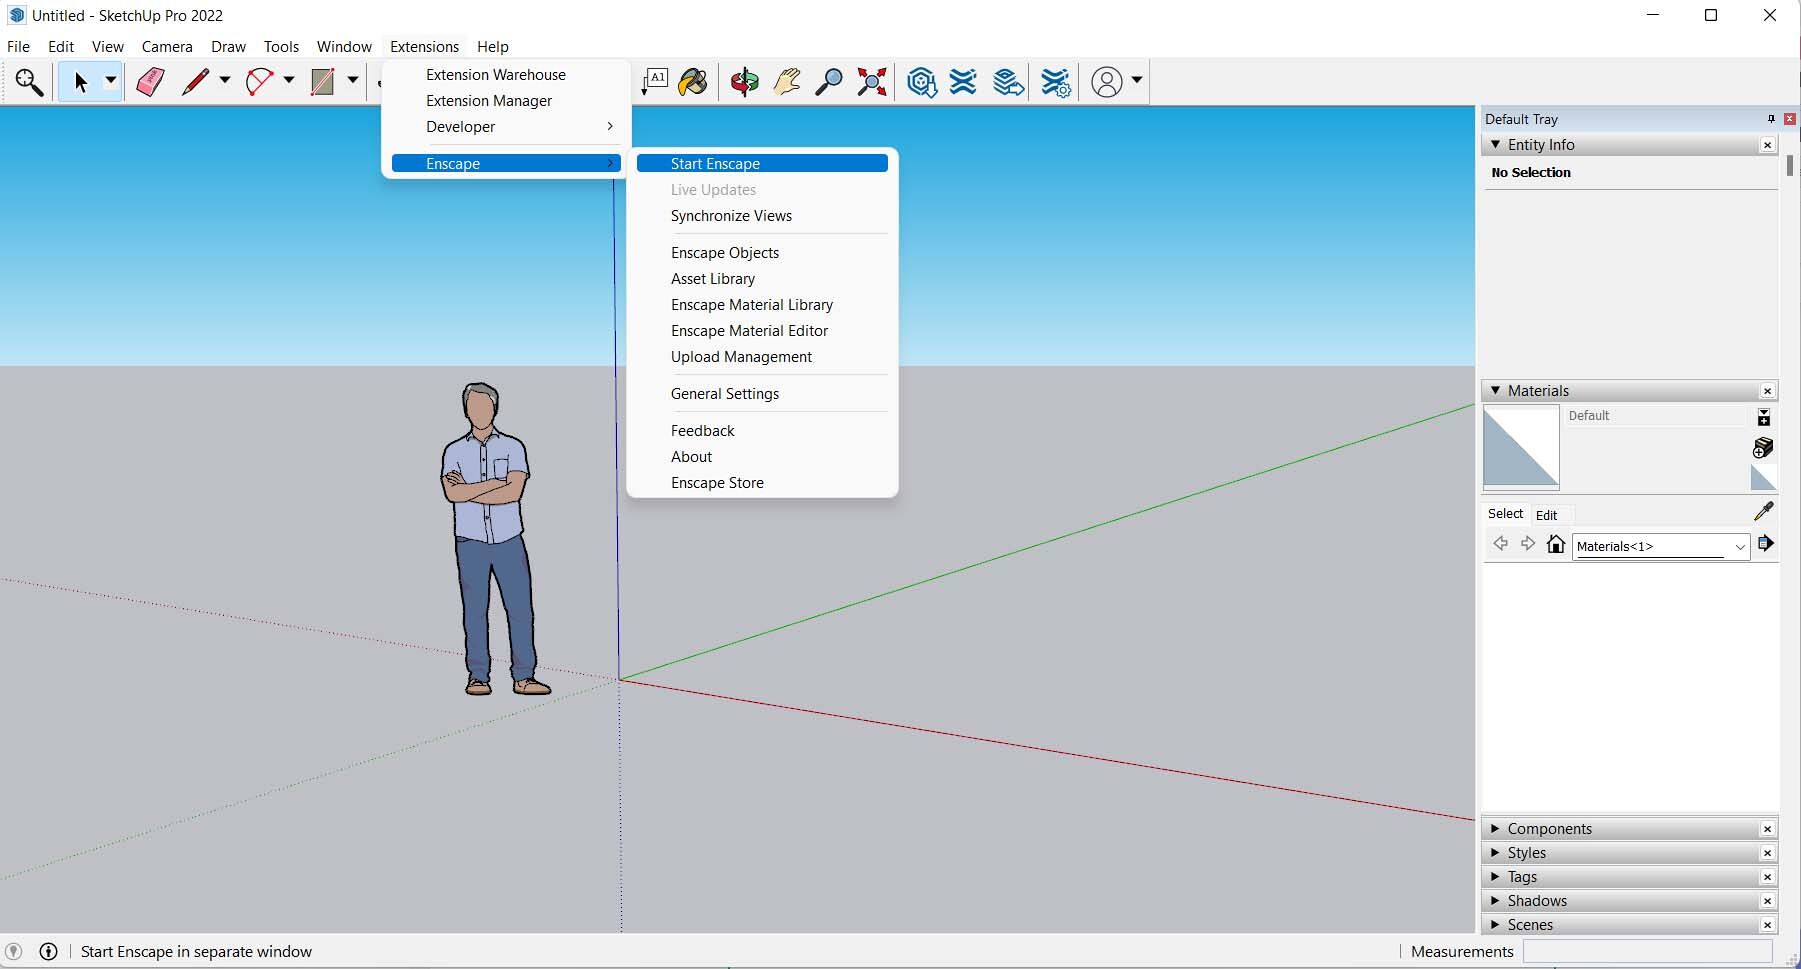 Untitled - SketchUp Pro 2022
File Edit View Camera Draw Tools Window Extensions Help
A1
Extension Warehouse
Extension Manager
Developer
Enscape
Start Enscape
Live Updates
Synchronize Views
Enscape Objects
Asset Library
Enscape Material Library
Enscape Material Editor
Upload Management
General Settings
Feedback
About
Enscape Store
Default Tray
Entity Info
No Selection
Materials
Default
Select Edit
Materials<1>
Components
Styles
Tags
Shadows
Scenes
Start Enscape in separate window
Measurements